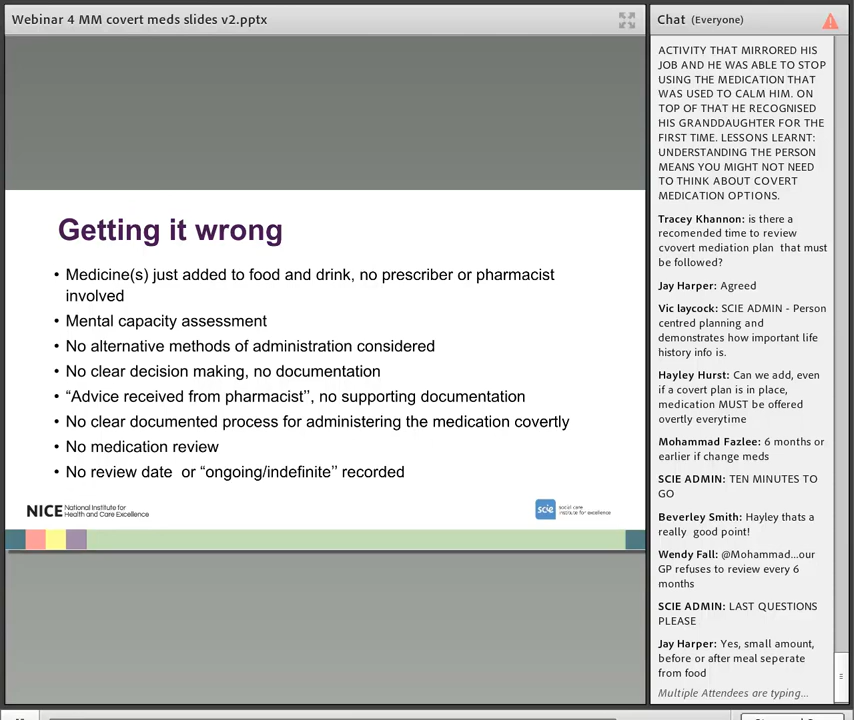 Webinar 4 MM covert meds slides v2.pptx
Getting it wrong
• Medicine(s) just added to food and drink, no prescriber or pharmacist
involved
• Mental capacity assessment
• No alternative methods of administration considered
• No clear decision making, no documentation
• “Advice received from pharmacist’’, no supporting documentation
• No clear documented process for administering the medication covertly
• No medication review
• No review date or “ongoing/indefinite’’ recorded
NICE National Institute for
Health and Care Excellence
scie social care
institute for excellence
Chat (Everyone)
ACTIVITY THAT MIRRORED HIS
JOB AND HE WAS ABLE TO STOP
USING THE MEDICATION THAT
WAS USED TO CALM HIM. ON
TOP OF THAT HE RECOGNISED
HIS GRANDDAUGHTER FOR THE
FIRST TIME. LESSONS LEARNT:
UNDERSTANDING THE PERSON
MEANS YOU MIGHT NOT NEED
TO THINK ABOUT COVERT
MEDICATION OPTIONS.
Tracey Khannon: is there a
recomended time to review
cvovert mediation plan that must
be followed?
Jay Harper: Agreed
Vic laycock: SCIE ADMIN - Person
centred planning and
demonstrates how important life
history info is.
Hayley Hurst: Can we add, even
if a covert plan is in place,
medication MUST be offered
overtly everytime
Mohammad Fazlee: 6 months or
earlier if change meds
SCIE ADMIN: TEN MINUTES TO
GO
Beverley Smith: Hayley thats a
really good point!
Wendy Fall: @Mohammad...our
GP refuses to review every 6
months
SCIE ADMIN: LAST QUESTIONS
PLEASE
Jay Harper: Yes, small amount,
before or after meal seperate
from food
Multiple Attendees are typing...